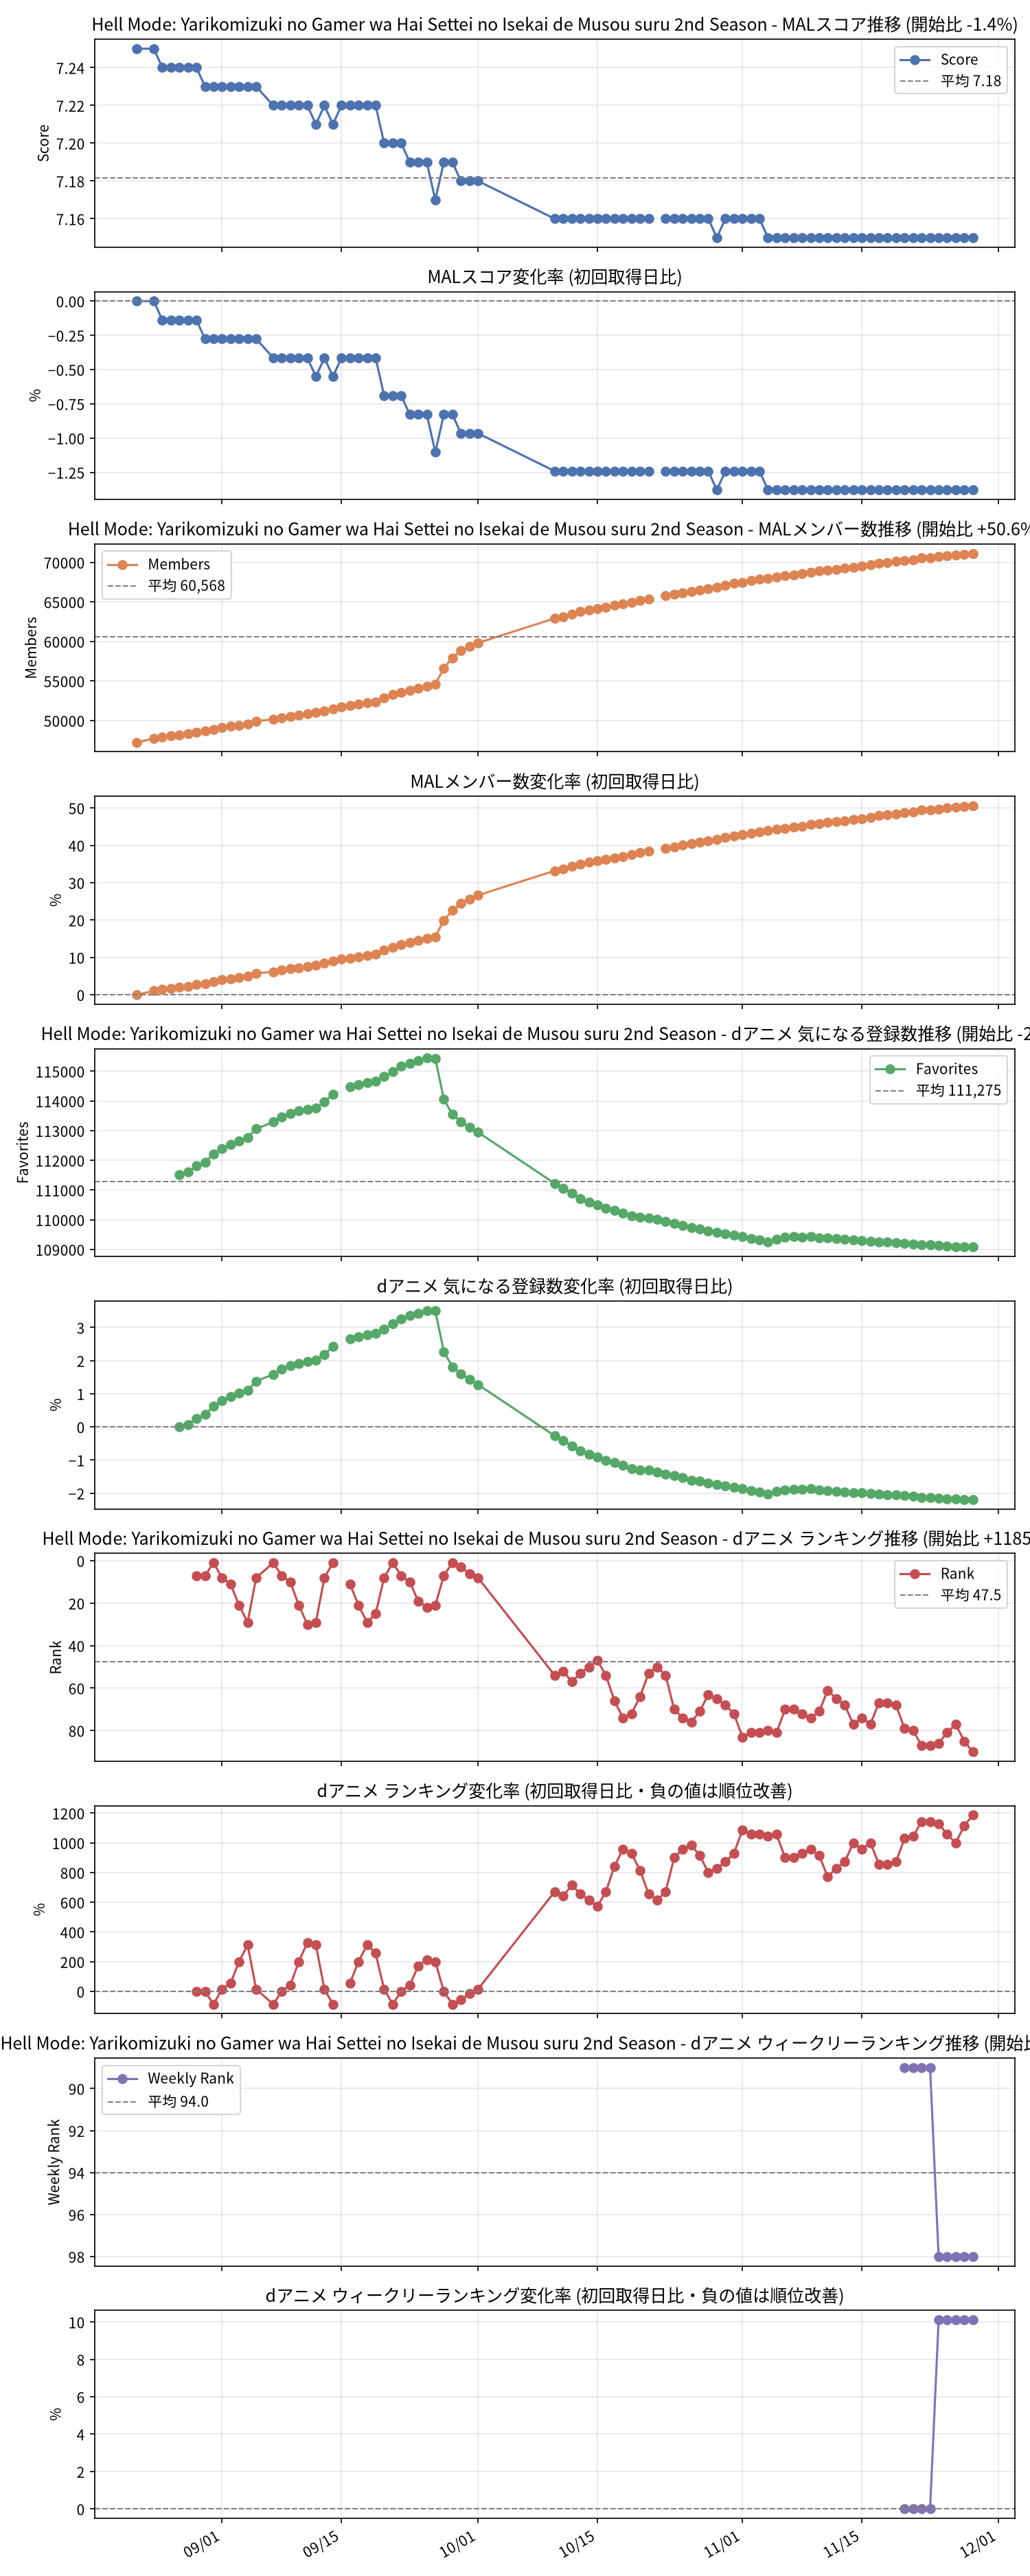 Hell Mode: Yarikomizuki no Gamer wa Hai Settei no Isekai de Musou suru 2nd Season - MALスコア推移 (開始比 -1.4%)
Score
7.24
7.22
7.20
7.18
7.16
Score
平均 7.18
MALスコア変化率 (初回取得日比)
%
0.00
−0.25
−0.50
−0.75
−1.00
−1.25
Hell Mode: Yarikomizuki no Gamer wa Hai Settei no Isekai de Musou suru 2nd Season - MALメンバー数推移 (開始比 +50.6%
Members
70000
65000
60000
55000
50000
Members
平均 60,568
MALメンバー数変化率 (初回取得日比)
%
50
40
30
20
10
0
Hell Mode: Yarikomizuki no Gamer wa Hai Settei no Isekai de Musou suru 2nd Season - dアニメ 気になる登録数推移 (開始比 -2
Favorites
115000
114000
113000
112000
111000
110000
109000
Favorites
平均 111,275
dアニメ 気になる登録数変化率 (初回取得日比)
%
3
2
1
0
−1
−2
Hell Mode: Yarikomizuki no Gamer wa Hai Settei no Isekai de Musou suru 2nd Season - dアニメ ランキング推移 (開始比 +1185
Rank
0
20
40
60
80
Rank
平均 47.5
dアニメ ランキング変化率 (初回取得日比・負の値は順位改善)
%
1200
1000
800
600
400
200
0
Hell Mode: Yarikomizuki no Gamer wa Hai Settei no Isekai de Musou suru 2nd Season - dアニメ ウィークリーランキング推移 (開始比
Weekly Rank
90
92
94
96
98
Weekly Rank
平均 94.0
dアニメ ウィークリーランキング変化率 (初回取得日比・負の値は順位改善)
%
10
8
6
4
2
0
09/01
09/15
10/01
10/15
11/01
11/15
12/01